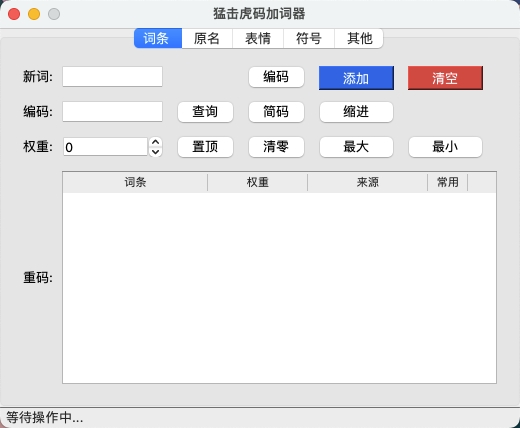 猛击虎码加词器
词条 原名 表情 符号 其他
新词: 编码 添加 清空
编码: 查询 简码 缩进
权重: 0 置顶 清零 最大 最小
词条 权重 来源 常用
重码:
等待操作中...